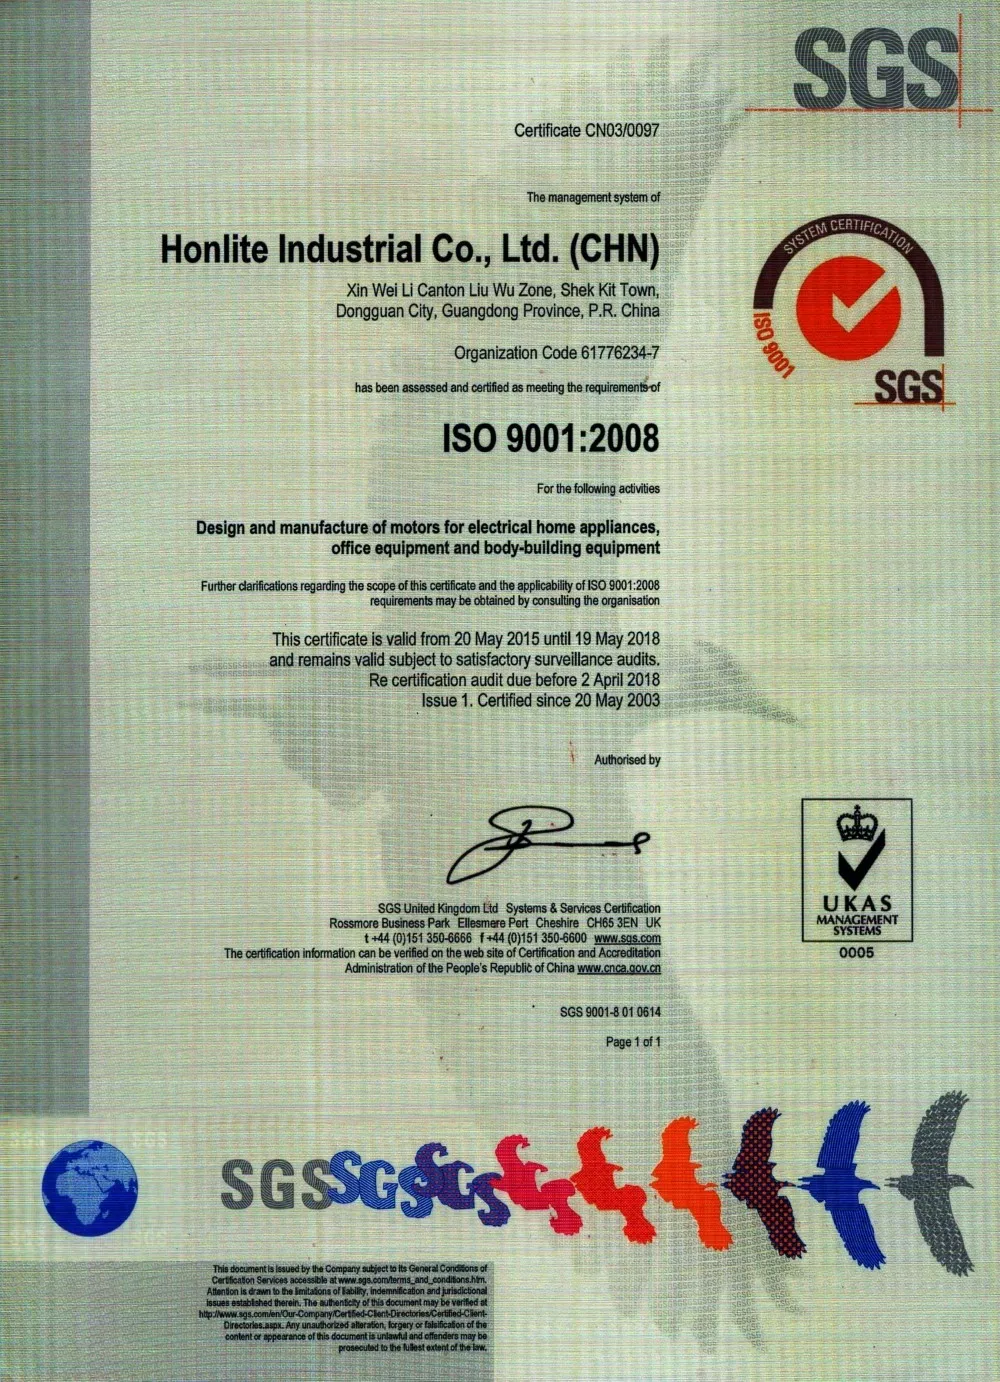 SGS
Certificate CN03/0097
The management system of
Honlite Industrial Co., Ltd. (CHN)
Xin Wei Li Canton Liu Wu Zone, Shek Kit Town,
Dongguan City, Guangdong Province, P.R. China
Organization Code 61776234-7
has been assessed and certified as meeting the requirements of
SYSTEM CERTIFICATION
ISO 9001
SGS
ISO 9001:2008
For the following activities
Design and manufacture of motors for electrical home appliances,
office equipment and body-building equipment
Further clarifications regarding the scope of this certificate and the applicability of ISO 9001:2008
requirements may be obtained by consulting the organisation
This certificate is valid from 20 May 2015 until 19 May 2018
and remains valid subject to satisfactory surveillance audits.
Re certification audit due before 2 April 2018
Issue 1. Certified since 20 May 2003
Authorised by
SGS United Kingdom Ltd Systems & Services Certification
Rossmore Business Park Ellesmere Port Cheshire CH65 3EN UK
t +44 (0)151 350-6666 f +44 (0)151 350-6600 www.sgs.com
The certification information can be verified on the web site of Certification and Accreditation
Administration of the People's Republic of China www.cnca.gov.cn
UKAS
MANAGEMENT
SYSTEMS
0005
SGS 9001-8 01 0614
Page 1 of 1
SGS SGS SGS
This document is issued by the Company subject to its General Conditions of
Certification Services accessible at www.sgs.com/terms_and_conditions.htm.
Attention is drawn to the limitations of liability, indemnification and jurisdictional
issues established therein. The authenticity of this document may be verified at
http://www.sgs.com/en/Our-Company/Certified-Client-Directories/Certified-Client-
Directories.aspx. Any unauthorized alteration, forgery or falsification of the
content or appearance of this document is unlawful and offenders may be
prosecuted to the fullest extent of the law.